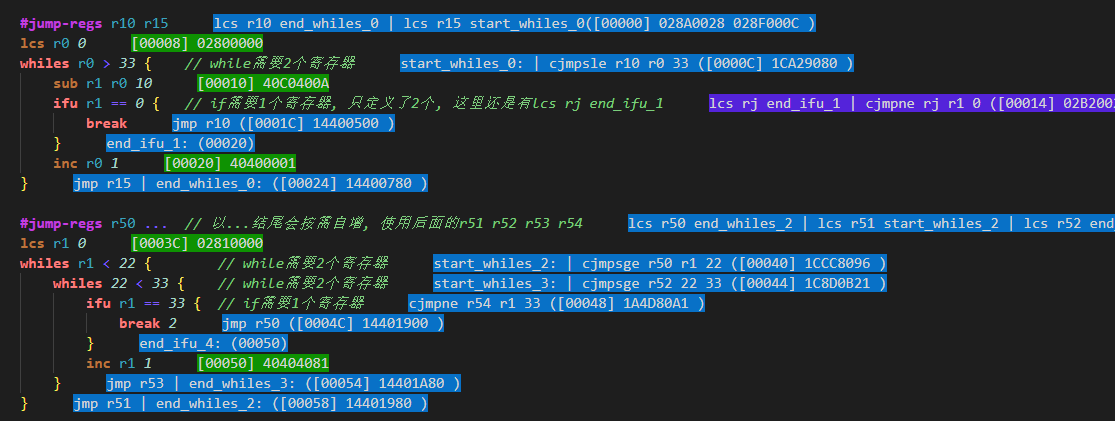 #jump-regs r10 r15 lcs r10 end_whiles_0 | lcs r15 start_whiles_0([00000] 028A0028 028F000C )
lcs r0 0 [00008] 02800000
whiles r0 > 33 { // while需要2个寄存器 start_whiles_0: | cjmpsle r10 r0 33 ([0000C] 1CA29080 )
sub r1 r0 10 [00010] 40C0400A
ifu r1 == 0 { // if需要1个寄存器, 只定义了2个, 这里还是有lcs rj end_ifu_1 lcs rj end_ifu_1 | cjmpne rj r1 0 ([00014] 02B2002
break jmp r10 ([0001C] 14400500 )
} end_ifu_1: (00020)
inc r0 1 [00020] 40400001
} jmp r15 | end_whiles_0: ([00024] 14400780 )
#jump-regs r50 ... // 以...结尾会按需自增, 使用后面的r51 r52 r53 r54 lcs r50 end_whiles_2 | lcs r51 start_whiles_2 | lcs r52 end
lcs r1 0 [0003C] 02810000
whiles r1 < 22 { // while需要2个寄存器 start_whiles_2: | cjmpsge r50 r1 22 ([00040] 1CCC8096 )
whiles 22 < 33 { // while需要2个寄存器 start_whiles_3: | cjmpsge r52 22 33 ([00044] 1C8D0B21 )
ifu r1 == 33 { // if需要1个寄存器 cjmpne r54 r1 33 ([00048] 1A4D80A1 )
break 2 jmp r50 ([0004C] 14401900 )
} end_ifu_4: (00050)
inc r1 1 [00050] 40404081
} jmp r53 | end_whiles_3: ([00054] 14401A80 )
} jmp r51 | end_whiles_2: ([00058] 14401980 )